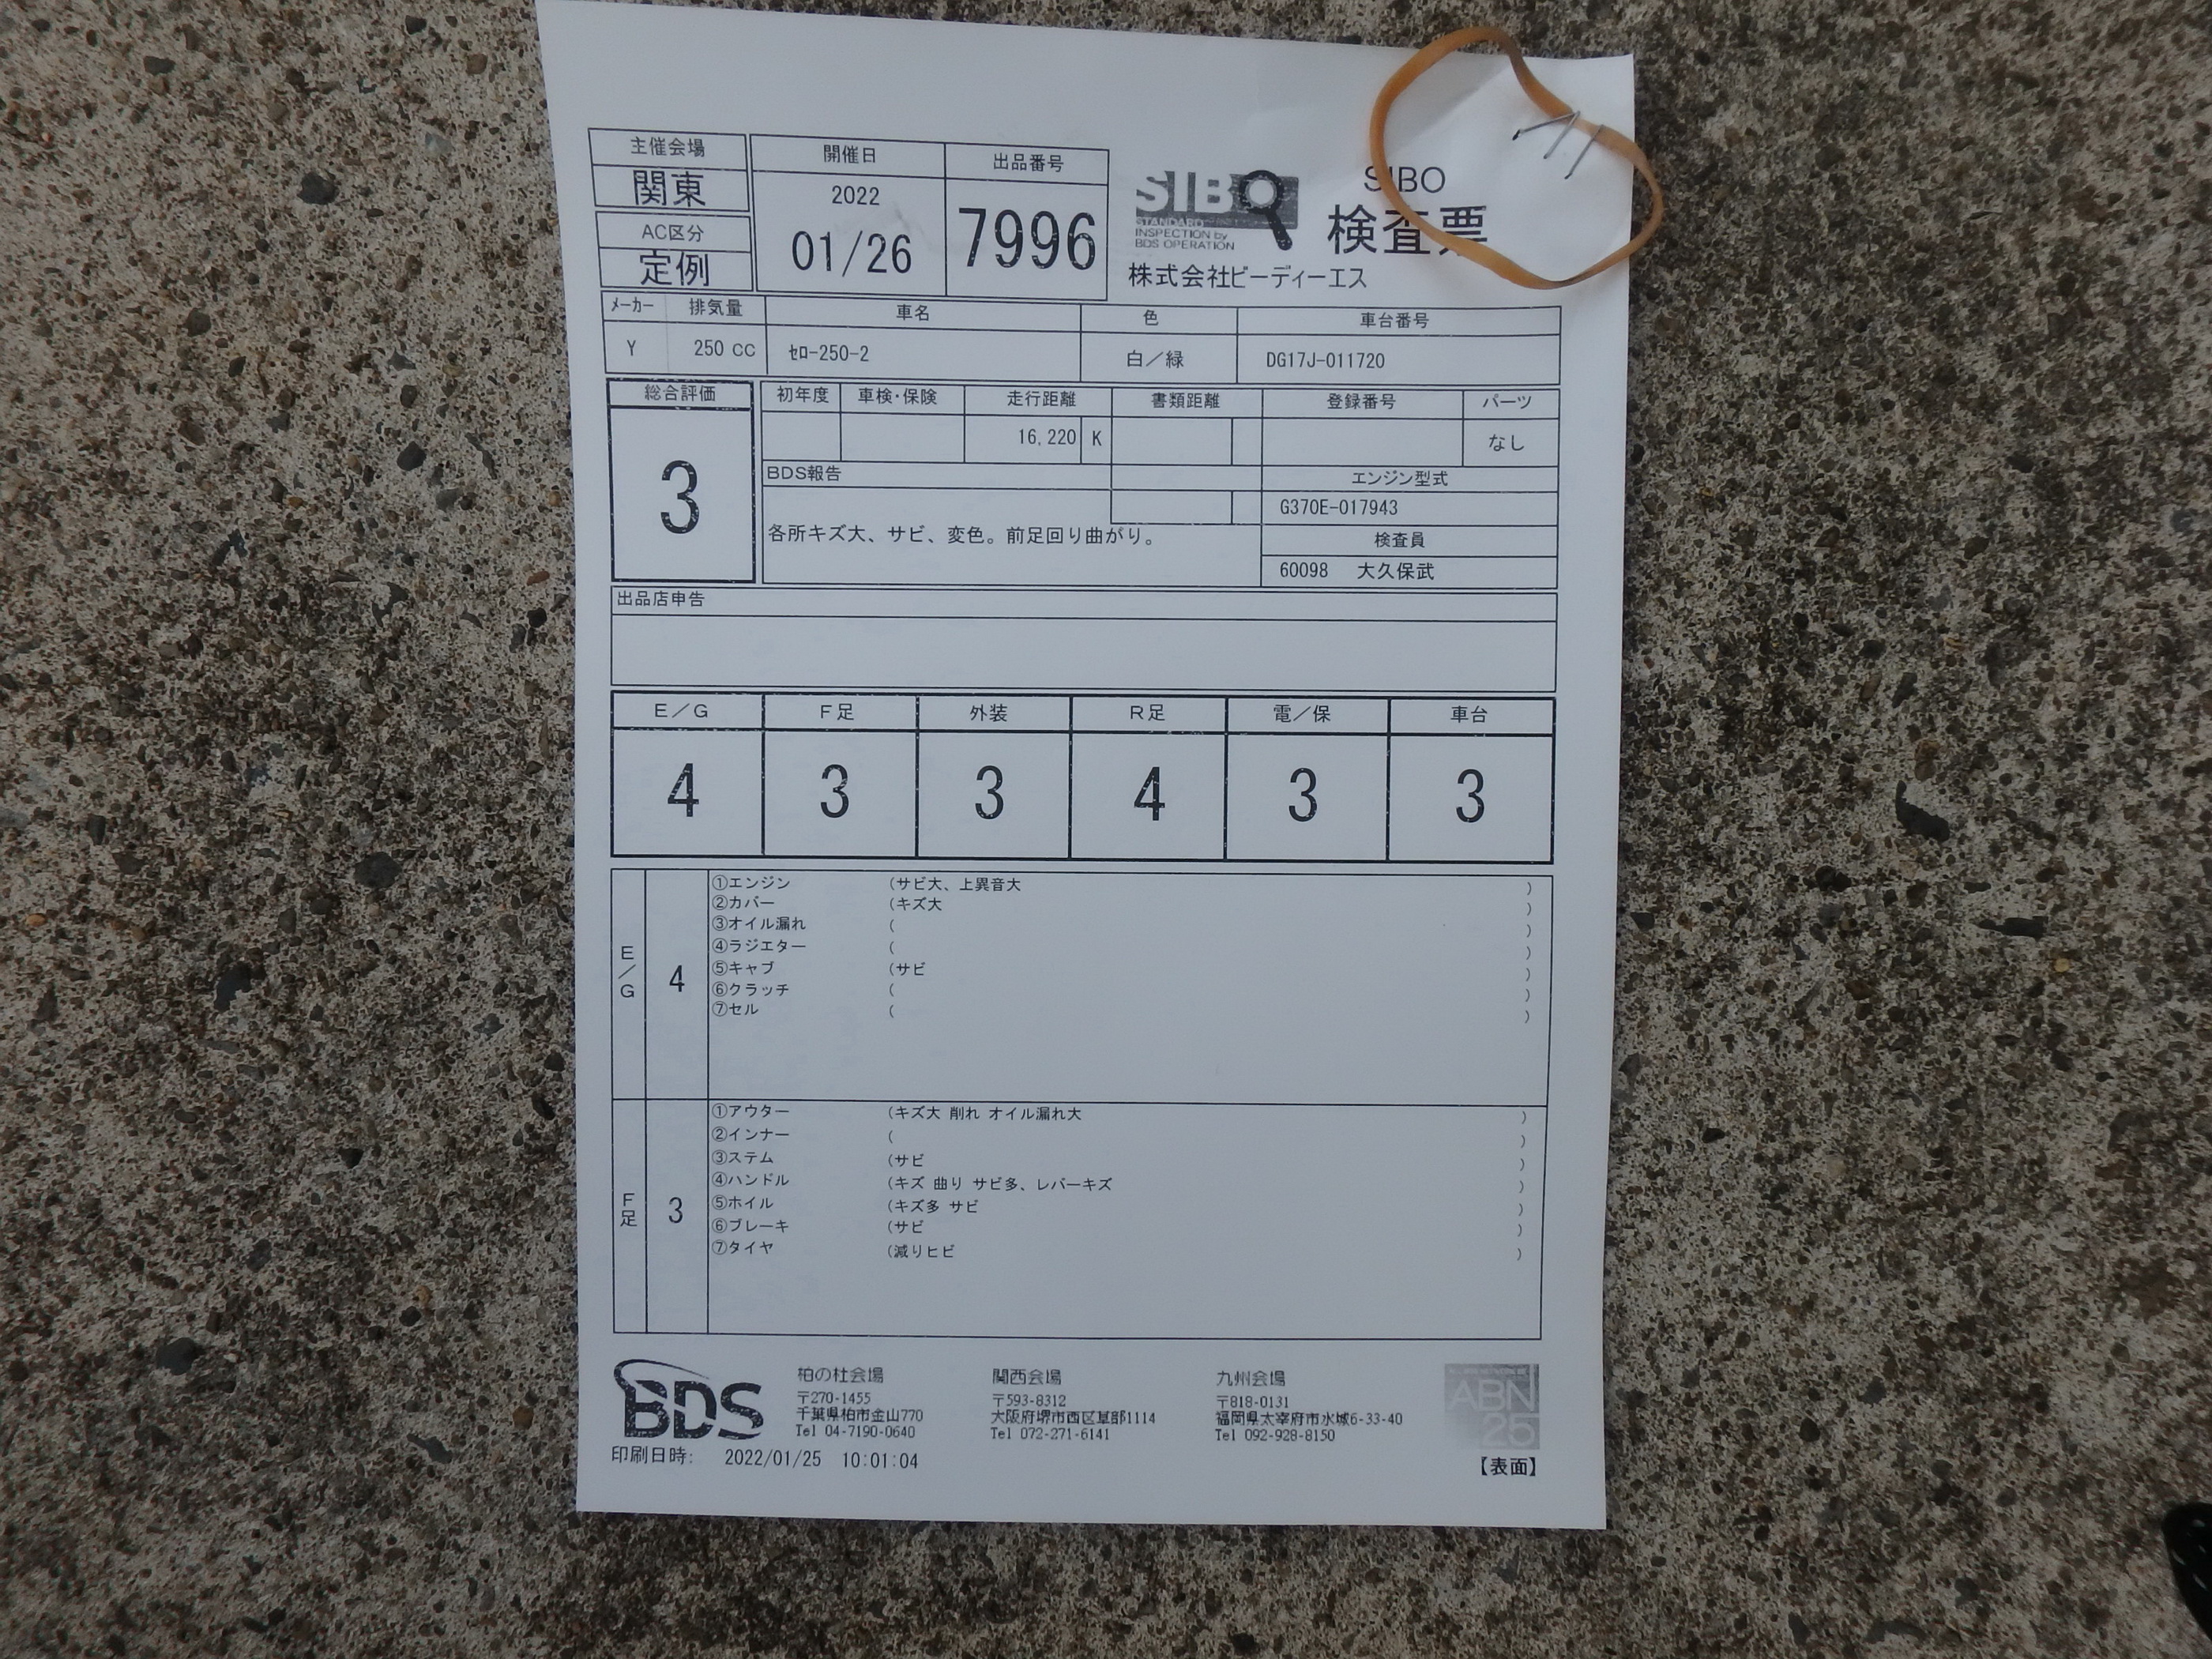 主催会場
関東
AC区分
定例
開催日
2022
01/26
出品番号
7996
SIBO
STANDARD
INSPECTION by
BDS OPERATION
SIBO
検査票
株式会社ビーディーエス
メーカー 排気量 車名 色 車台番号
Y 250 CC ｾﾛｰ250-2 白／緑 DG17J-011720
総合評価
3
初年度 車検・保険 走行距離 書類距離 登録番号 パーツ
16,220 K なし
BDS報告
各所キズ大、サビ、変色。前足回り曲がり。
エンジン型式
G370E-017943
検査員
60098 大久保武
出品店申告
E／G F足 外装 R足 電／保 車台
4 3 3 4 3 3
E／G 4
①エンジン (サビ大、上異音大 )
②カバー (キズ大 )
③オイル漏れ ( )
④ラジエター ( )
⑤キャブ (サビ )
⑥クラッチ ( )
⑦セル ( )
F足 3
①アウター (キズ大 削れ オイル漏れ大 )
②インナー ( )
③ステム (サビ )
④ハンドル (キズ 曲り サビ多、レバーキズ )
⑤ホイル (キズ多 サビ )
⑥ブレーキ (サビ )
⑦タイヤ (減りヒビ )
BDS
柏の杜会場
〒270-1455
千葉県柏市金山770
Tel 04-7190-0640
関西会場
〒593-8312
大阪府堺市西区草部1114
Tel 072-271-6141
九州会場
〒818-0131
福岡県太宰府市水城6-33-40
Tel 092-928-8150
ABN
25
印刷日時: 2022/01/25 10:01:04
【表面】